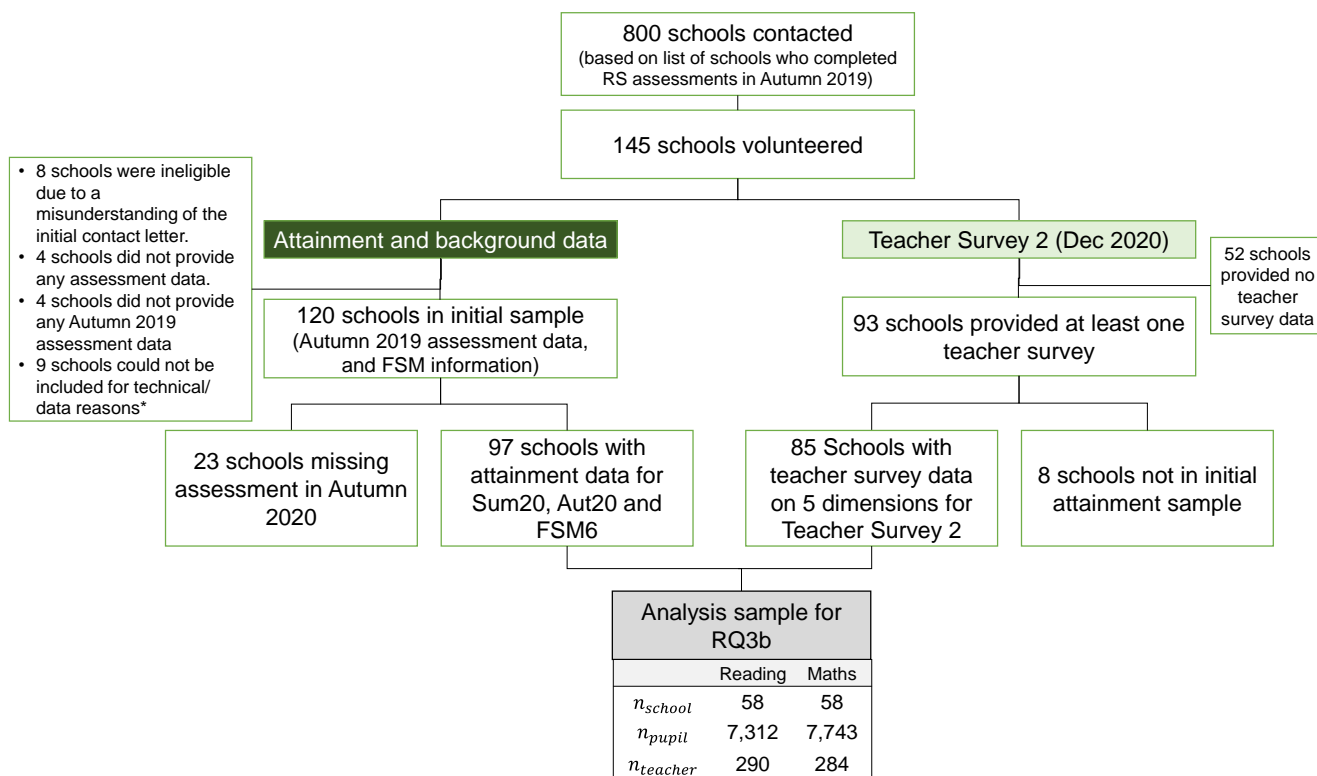 800 schools contacted
(based on list of schools who completed
RS assessments in Autumn 2019)
145 schools volunteered
• 8 schools were ineligible
due to a
misunderstanding of the
initial contact letter.
• 4 schools did not provide
any assessment data.
• 4 schools did not provide
any Autumn 2019
assessment data
• 9 schools could not be
included for technical/
data reasons*
Attainment and background data
Teacher Survey 2 (Dec 2020)
52 schools
provided no
teacher
survey data
120 schools in initial sample
(Autumn 2019 assessment data,
and FSM information)
93 schools provided at least one
teacher survey
23 schools missing
assessment in Autumn
2020
97 schools with
attainment data for
Sum20, Aut20 and
FSM6
85 Schools with
teacher survey data
on 5 dimensions for
Teacher Survey 2
8 schools not in initial
attainment sample
Analysis sample for
RQ3b
Reading Maths
n_school 58 58
n_pupil 7,312 7,743
n_teacher 290 284